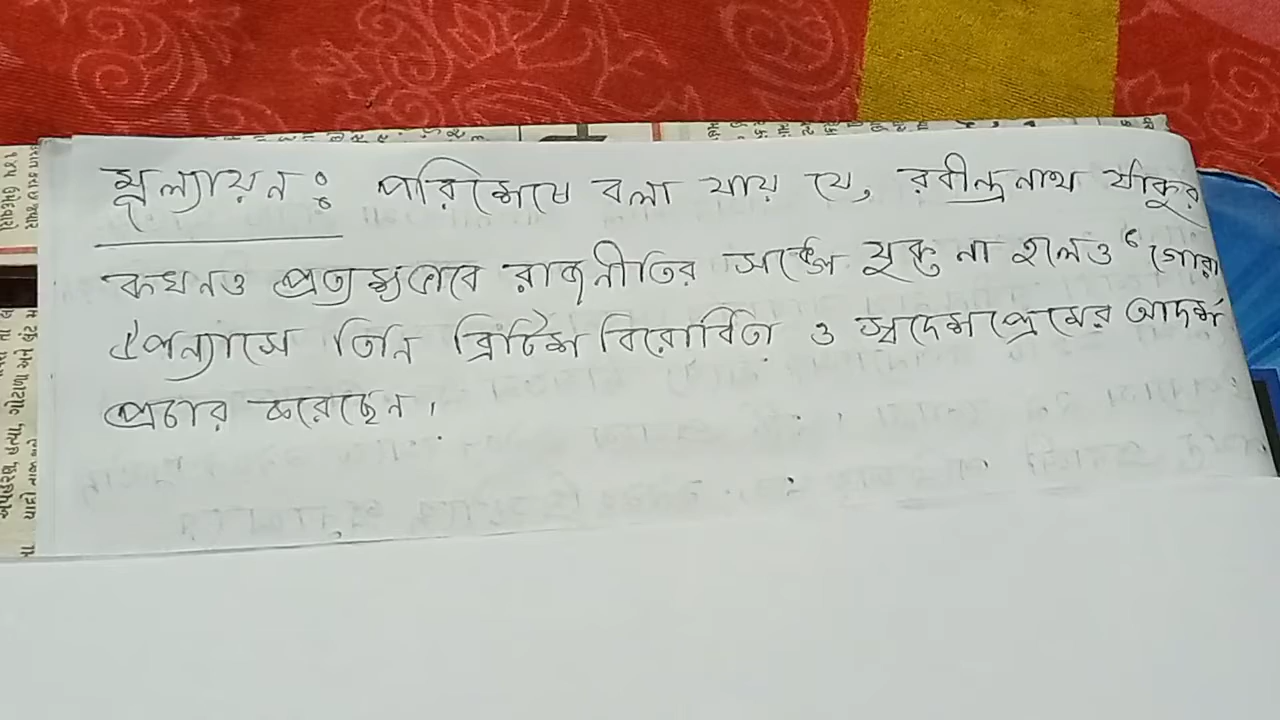 মূল্যায়ন : পরিশেষে বলা যায় যে, রবীন্দ্রনাথ ঠাকুর
কখনও প্রত্যক্ষভাবে রাজনীতির সঙ্গে যুক্ত না হলেও "গোরা
উপন্যাসে তিনি ব্রিটিশ বিরোধিতা ও স্বদেশপ্রেমের আদর্শ
প্রচার করেছেন।